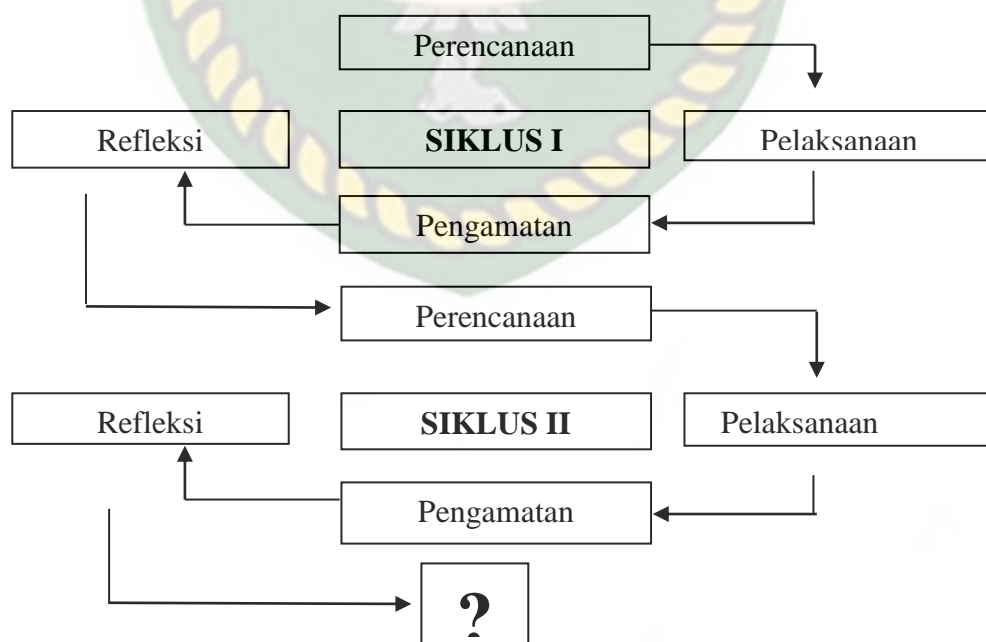 Perencanaan
Refleksi
SIKLUS I
Pelaksanaan
Pengamatan
Perencanaan
Refleksi
SIKLUS II
Pelaksanaan
Pengamatan
?